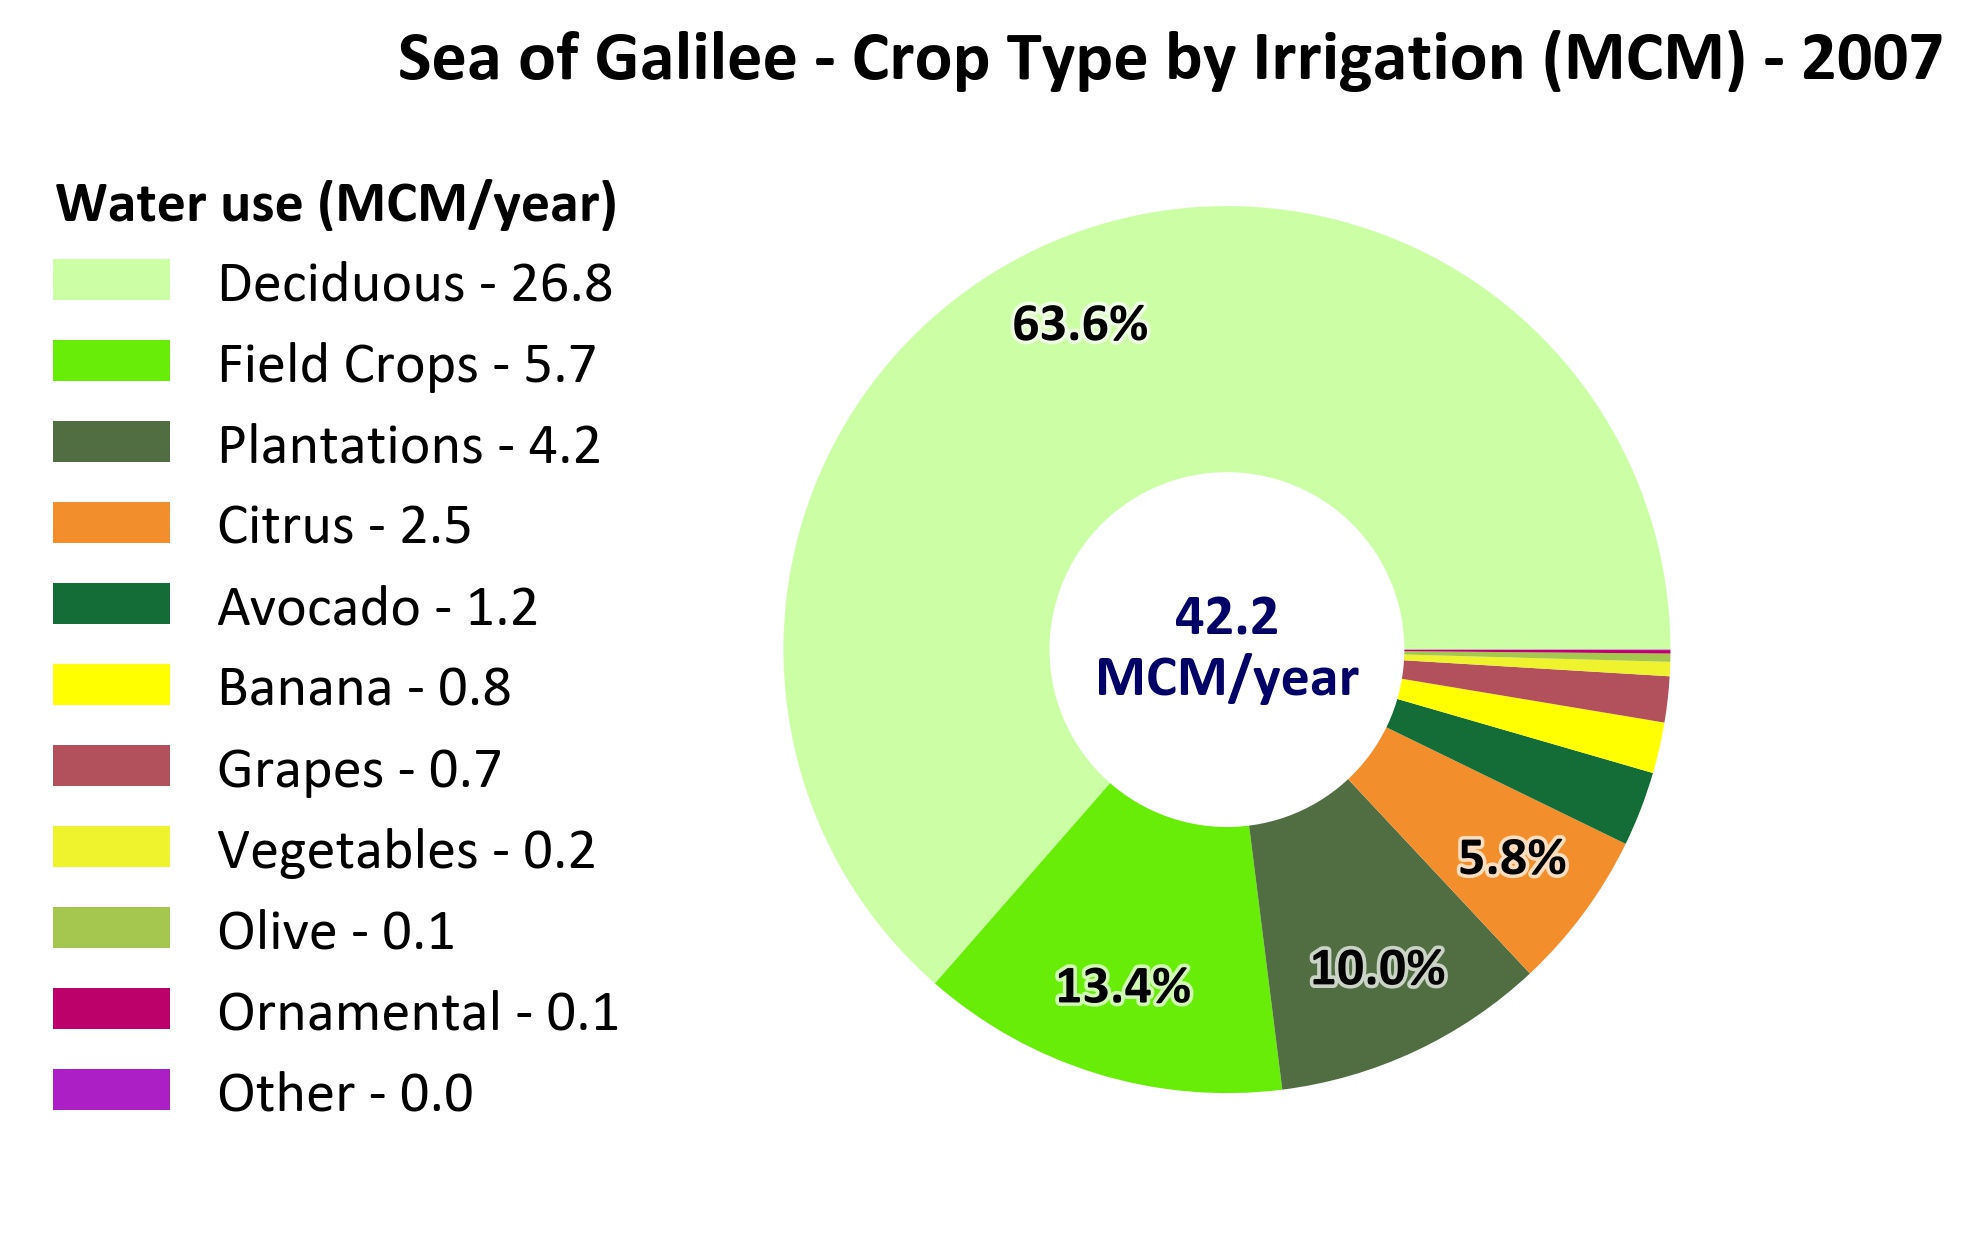 Sea of Galilee - Crop Type by Irrigation (MCM) - 2007
Water use (MCM/year)
Deciduous - 26.8
Field Crops - 5.7
Plantations - 4.2
Citrus - 2.5
Avocado - 1.2
Banana - 0.8
Grapes - 0.7
Vegetables - 0.2
Olive - 0.1
Ornamental - 0.1
Other - 0.0
63.6%
42.2
MCM/year
5.8%
10.0%
13.4%